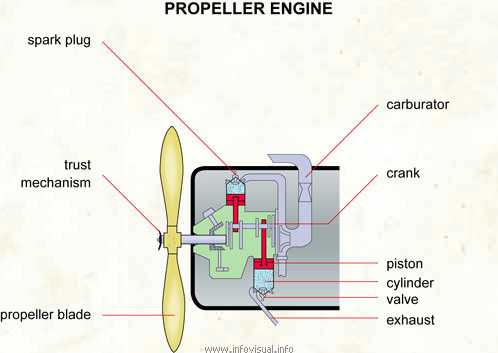 PROPELLER ENGINE
spark plug
carburator
trust
mechanism
crank
piston
cylinder
valve
propeller blade
exhaust
www.infovisual.info